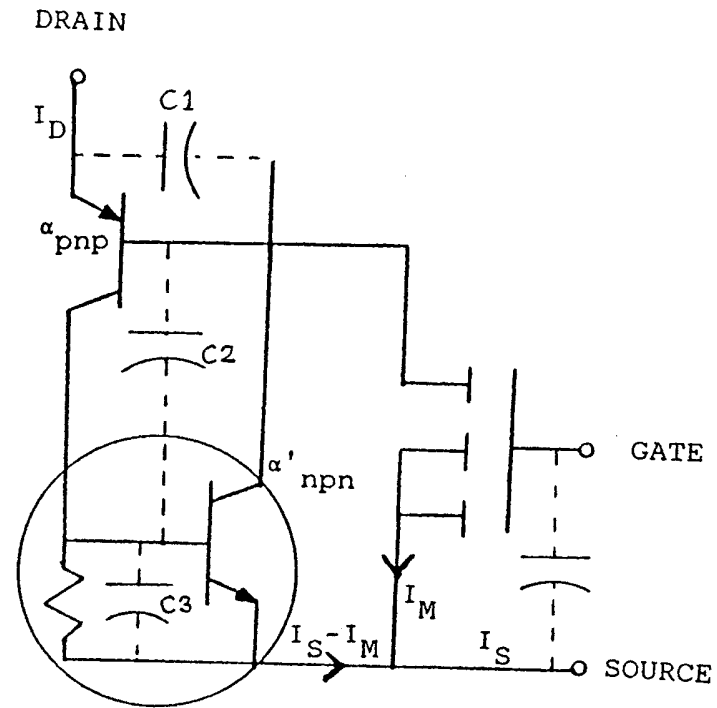 DRAIN
C1
I_D
α_pnp
C2
α'_npn
GATE
C3
I_M
I_S-I_M
I_S
SOURCE